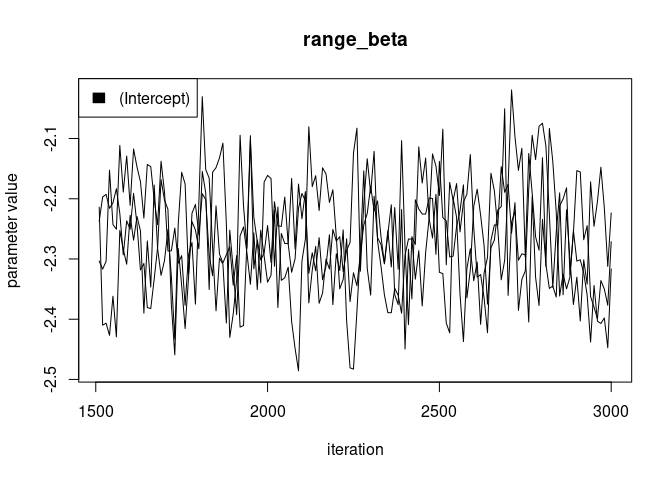 range_beta
(Intercept)
parameter value
-2.1
-2.2
-2.3
-2.4
-2.5
1500 2000 2500 3000
iteration